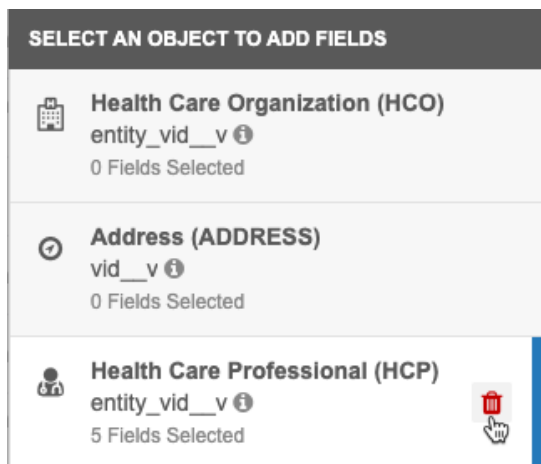 SELECT AN OBJECT TO ADD FIELDS
Health Care Organization (HCO)
entity_vid__v
0 Fields Selected
Address (ADDRESS)
vid__v
0 Fields Selected
Health Care Professional (HCP)
entity_vid__v
5 Fields Selected